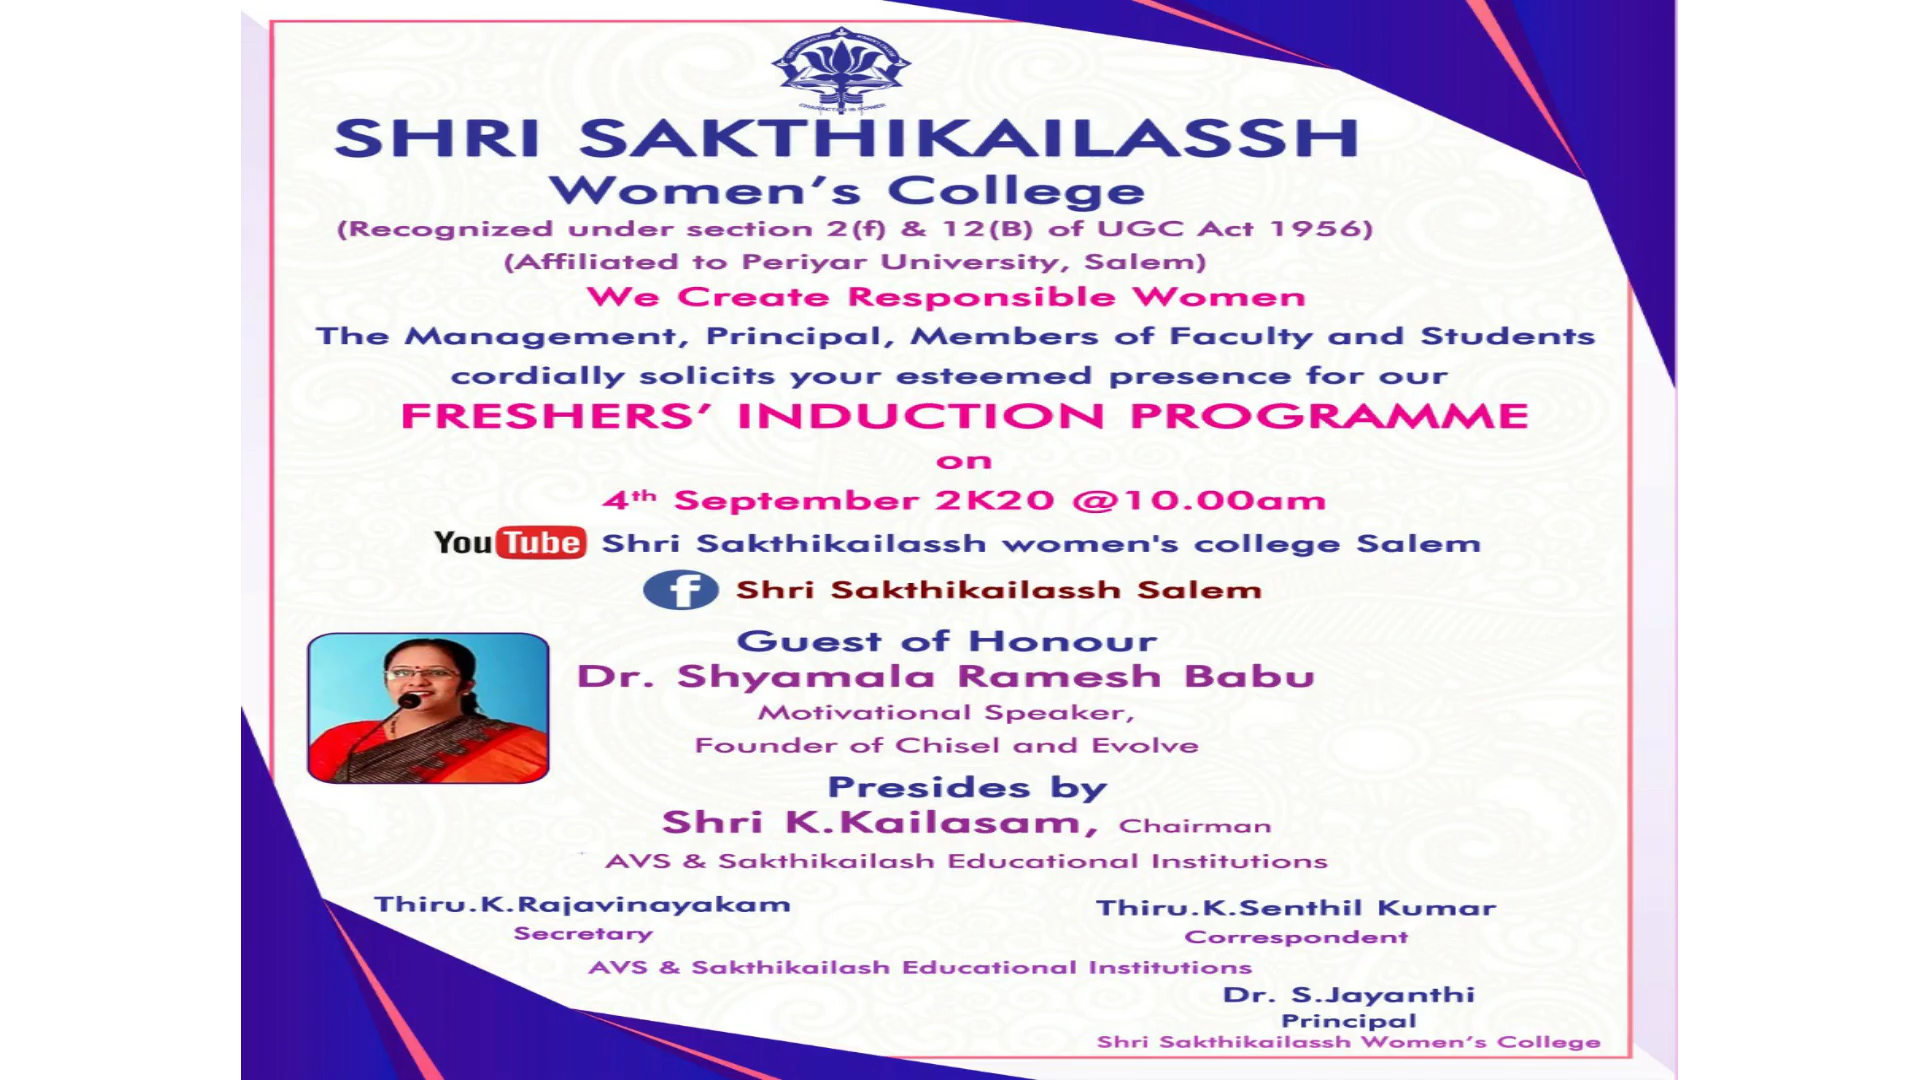 CHARACTER IS POWER
SHRI SAKTHIKAILASSH
Women's College
(Recognized under section 2(f) & 12(B) of UGC Act 1956)
(Affiliated to Periyar University, Salem)
We Create Responsible Women
The Management, Principal, Members of Faculty and Students
cordially solicits your esteemed presence for our
FRESHERS' INDUCTION PROGRAMME
on
4th September 2K20 @10.00am
YouTube Shri Sakthikailassh women's college Salem
f Shri Sakthikailassh Salem
Guest of Honour
Dr. Shyamala Ramesh Babu
Motivational Speaker,
Founder of Chisel and Evolve
Presides by
Shri K.Kailasam, Chairman
AVS & Sakthikailash Educational Institutions
Thiru.K.Rajavinayakam
Secretary
Thiru.K.Senthil Kumar
Correspondent
AVS & Sakthikailash Educational Institutions
Dr. S.Jayanthi
Principal
Shri Sakthikailassh Women's College